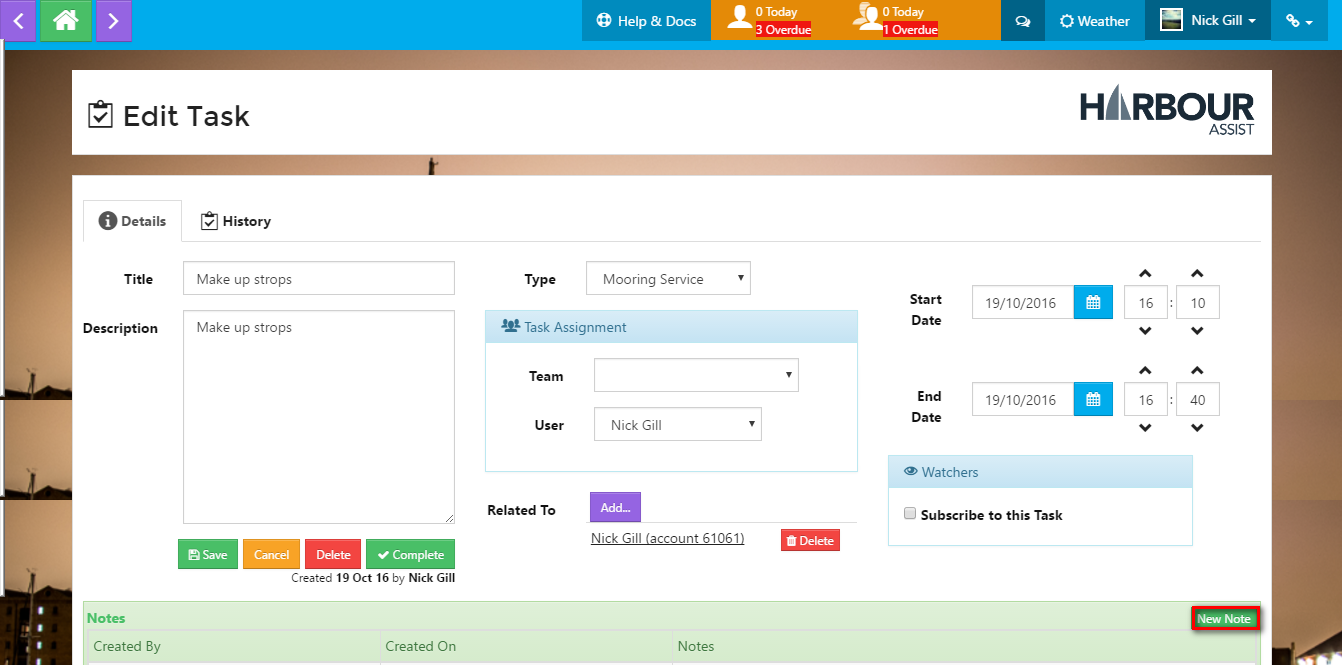 Help & Docs
0 Today
3 Overdue
0 Today
1 Overdue
Weather
Nick Gill
Edit Task
HARBOUR
ASSIST
Details
History
Title
Make up strops
Type
Mooring Service
Start
Date
19/10/2016
16
:
10
Description
Make up strops
Task Assignment
Team
User
Nick Gill
End
Date
19/10/2016
16
:
40
Watchers
Subscribe to this Task
Related To
Add...
Nick Gill (account 61061)
Delete
Save
Cancel
Delete
Complete
Created 19 Oct 16 by Nick Gill
Notes
New Note
Created By
Created On
Notes